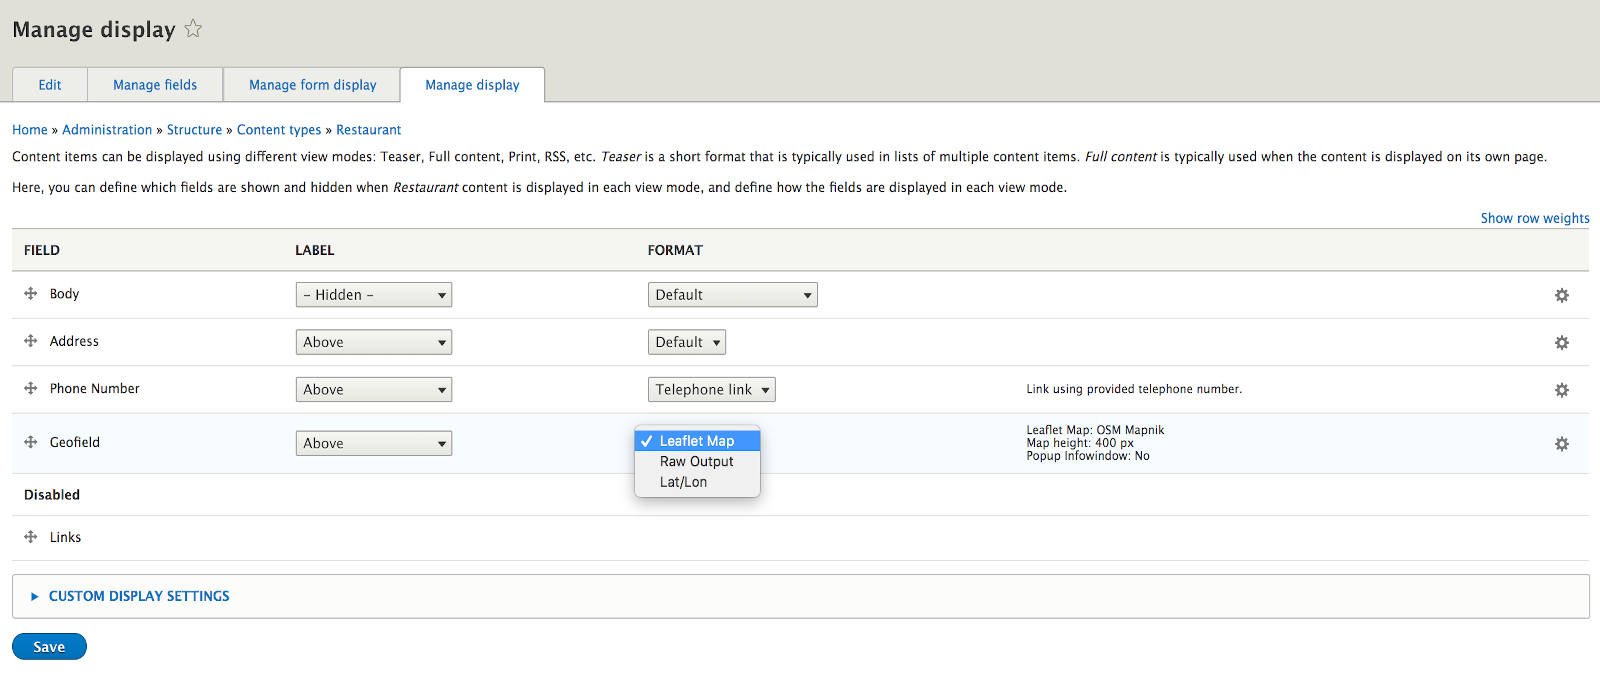 Manage display
Edit
Manage fields
Manage form display
Manage display
Home » Administration » Structure » Content types » Restaurant
Content items can be displayed using different view modes: Teaser, Full content, Print, RSS, etc. Teaser is a short format that is typically used in lists of multiple content items. Full content is typically used when the content is displayed on its own page.
Here, you can define which fields are shown and hidden when Restaurant content is displayed in each view mode, and define how the fields are displayed in each view mode.
Show row weights
FIELD LABEL FORMAT
Body – Hidden – Default
Address Above Default
Phone Number Above Telephone link Link using provided telephone number.
Geofield Above
✓ Leaflet Map
Raw Output
Lat/Lon
Leaflet Map: OSM Mapnik
Map height: 400 px
Popup Infowindow: No
Disabled
Links
CUSTOM DISPLAY SETTINGS
Save